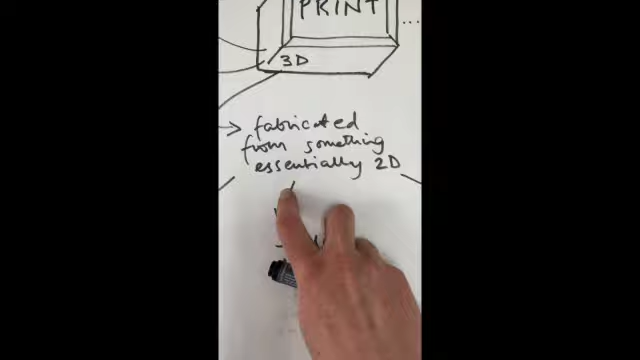 PRINT
3D
fabricated
from something
essentially 2D